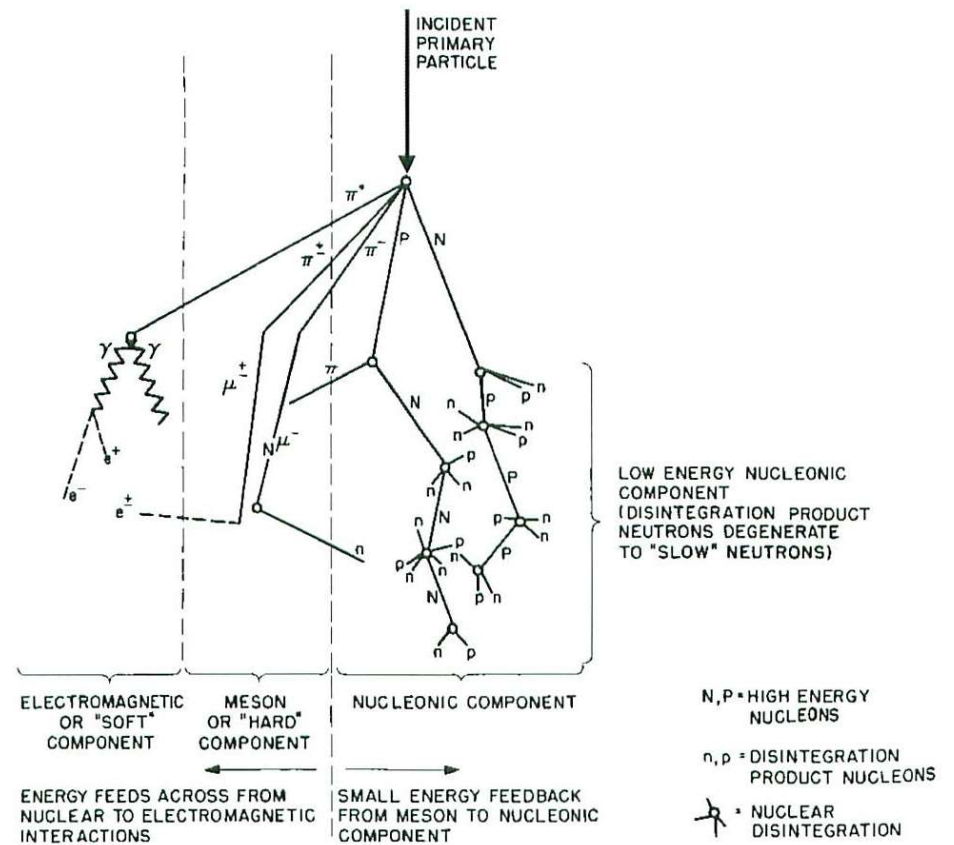 INCIDENT
PRIMARY
PARTICLE
π°
π±
π-
P
N
γ
γ
μ±
π
N
n
P
p
n
n
n
p
N
μ-
e+
e-
e±
p
n
n
P
N
n
p
p
n
n
n
n
p
n
n
P
n
N
p
n
n
p
LOW ENERGY NUCLEONIC
COMPONENT
(DISINTEGRATION PRODUCT
NEUTRONS DEGENERATE
TO "SLOW" NEUTRONS)
ELECTROMAGNETIC
OR "SOFT"
COMPONENT
MESON
OR "HARD"
COMPONENT
NUCLEONIC COMPONENT
ENERGY FEEDS ACROSS FROM
NUCLEAR TO ELECTROMAGNETIC
INTERACTIONS
SMALL ENERGY FEEDBACK
FROM MESON TO NUCLEONIC
COMPONENT
N,P = HIGH ENERGY
NUCLEONS
n,p = DISINTEGRATION
PRODUCT NUCLEONS
= NUCLEAR
DISINTEGRATION